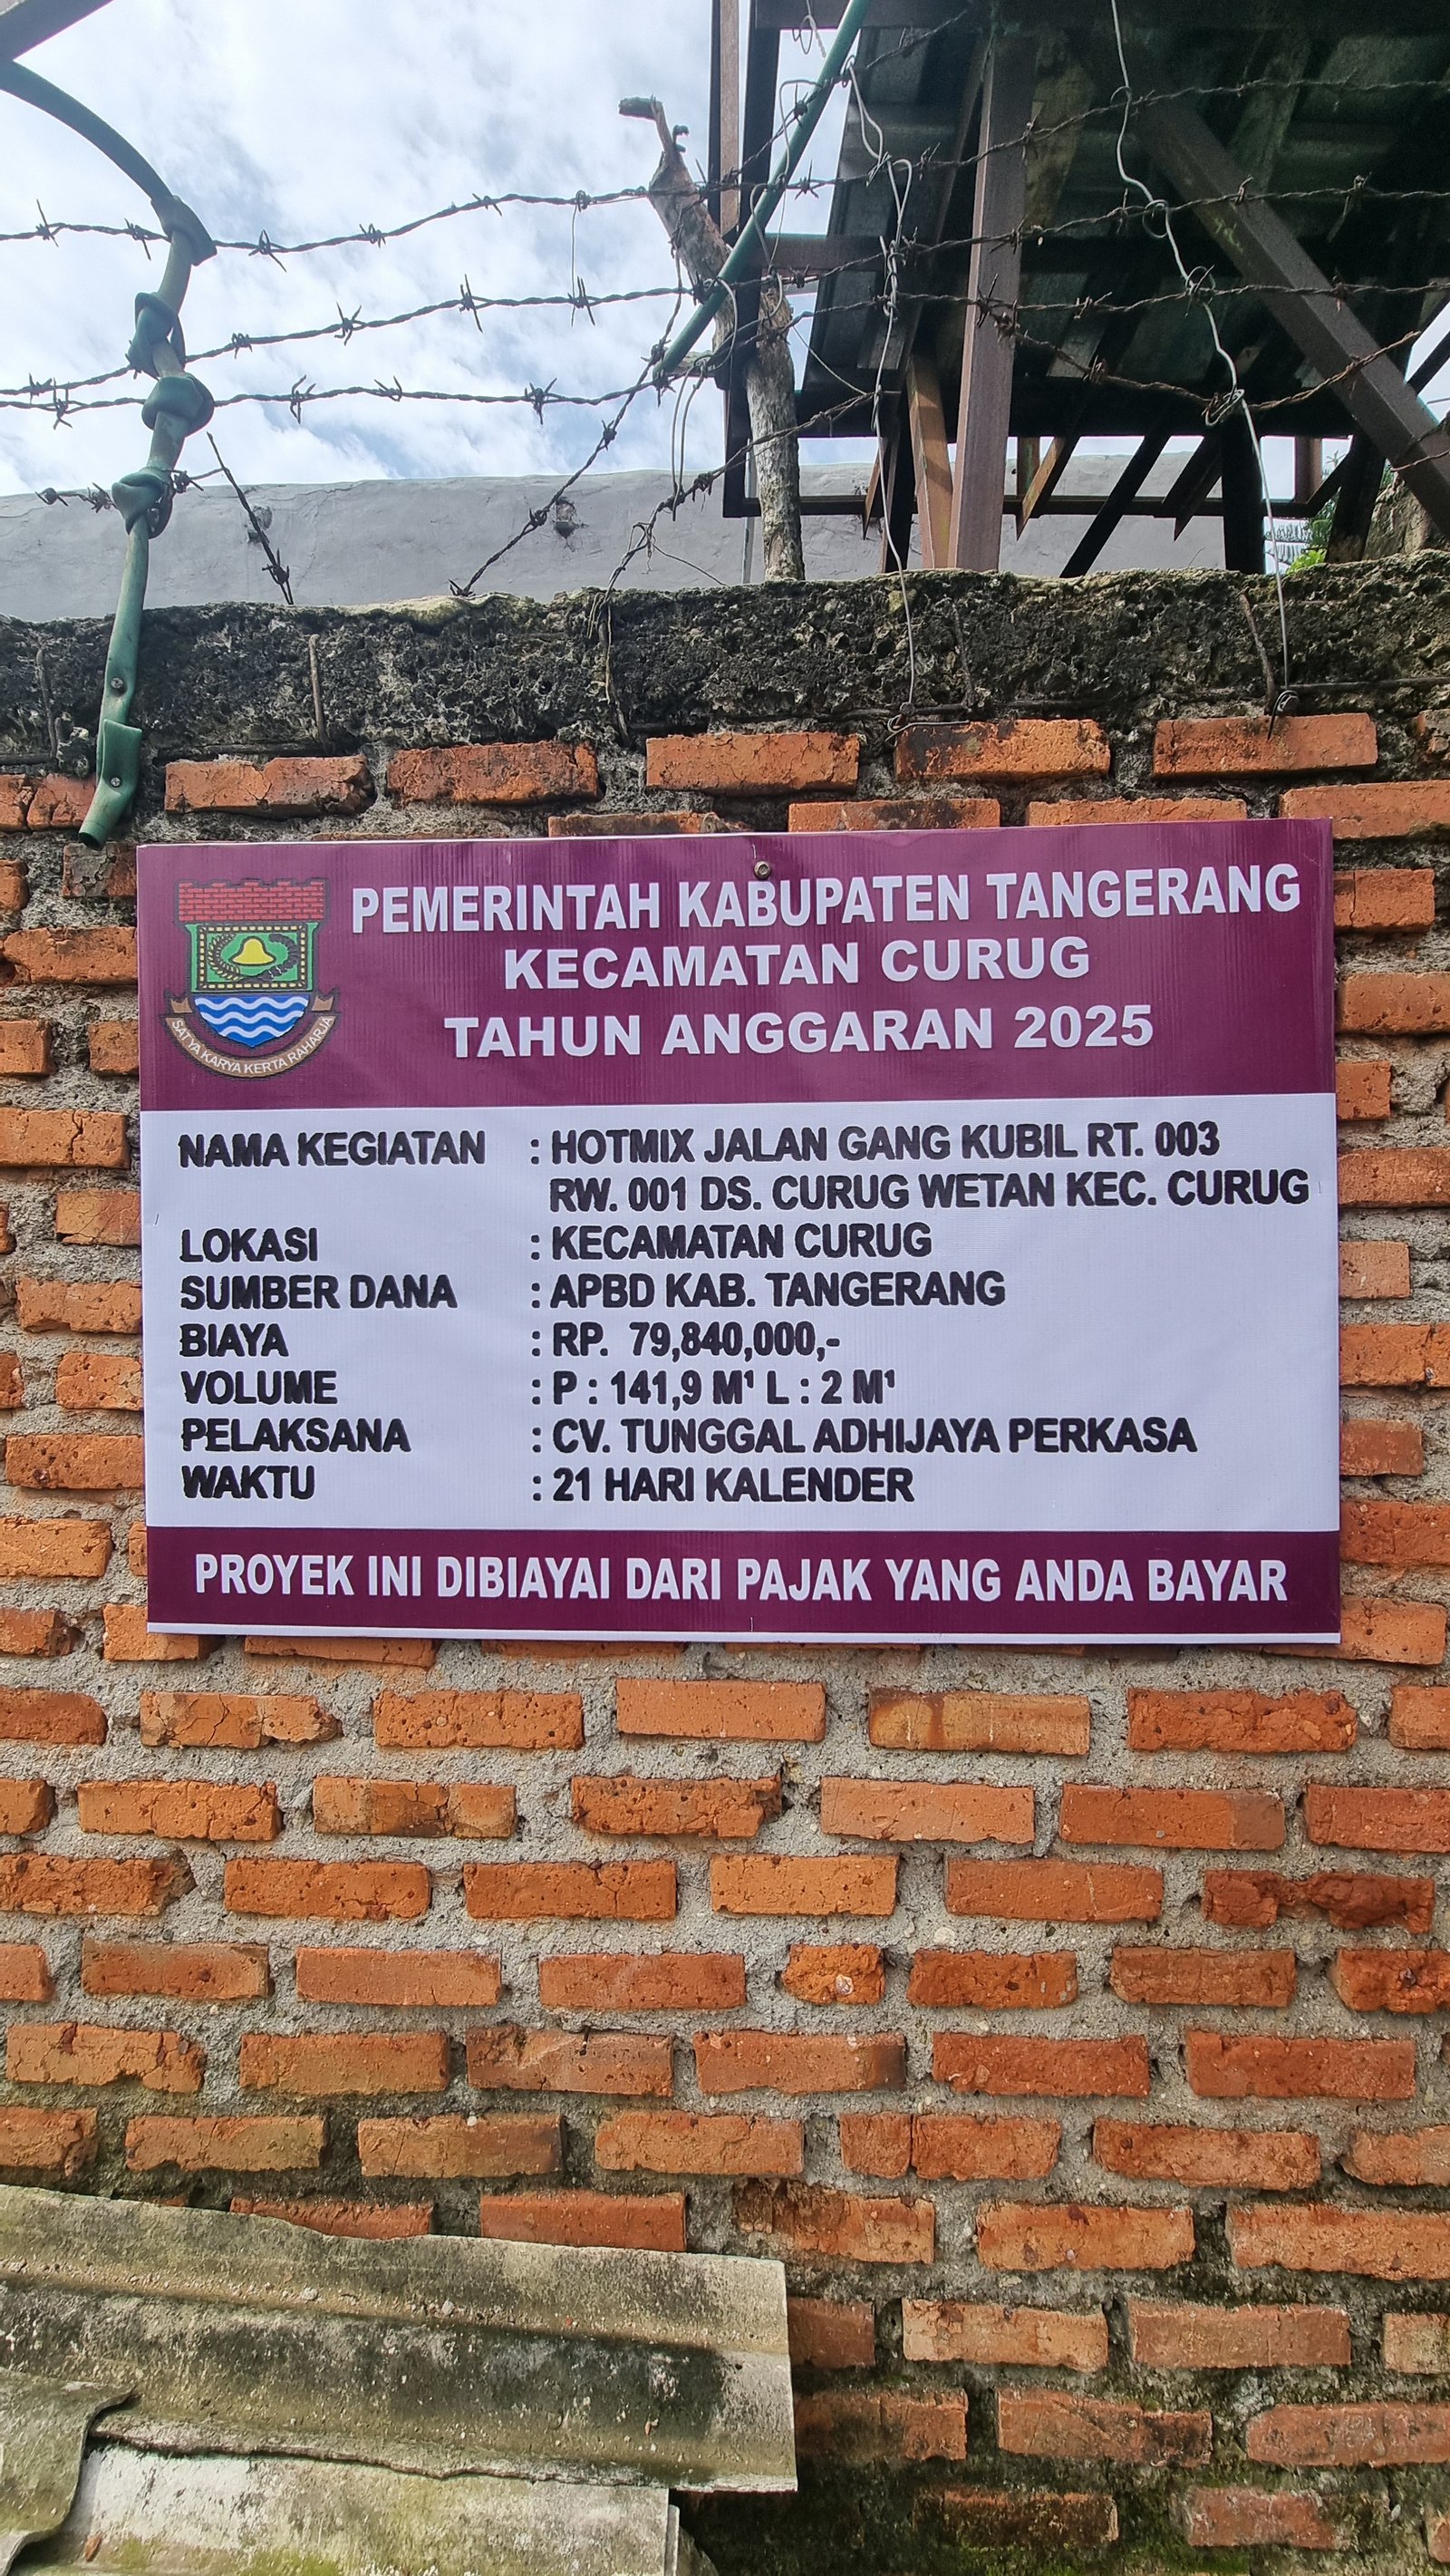 PEMERINTAH KABUPATEN TANGERANG
KECAMATAN CURUG
TAHUN ANGGARAN 2025
SATYA KARYA KERTA RAHARJA
NAMA KEGIATAN : HOTMIX JALAN GANG KUBIL RT. 003
RW. 001 DS. CURUG WETAN KEC. CURUG
LOKASI : KECAMATAN CURUG
SUMBER DANA : APBD KAB. TANGERANG
BIAYA : RP. 79,840,000,-
VOLUME : P : 141,9 M¹ L : 2 M¹
PELAKSANA : CV. TUNGGAL ADHIJAYA PERKASA
WAKTU : 21 HARI KALENDER
PROYEK INI DIBIAYAI DARI PAJAK YANG ANDA BAYAR